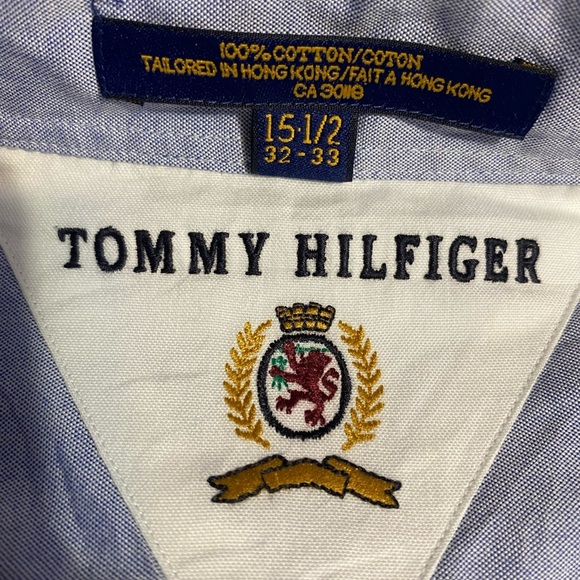 100% COTTON/COTON
TAILORED IN HONG KONG/FAIT A HONG KONG
CA 30118
15·1/2
32-33
TOMMY HILFIGER